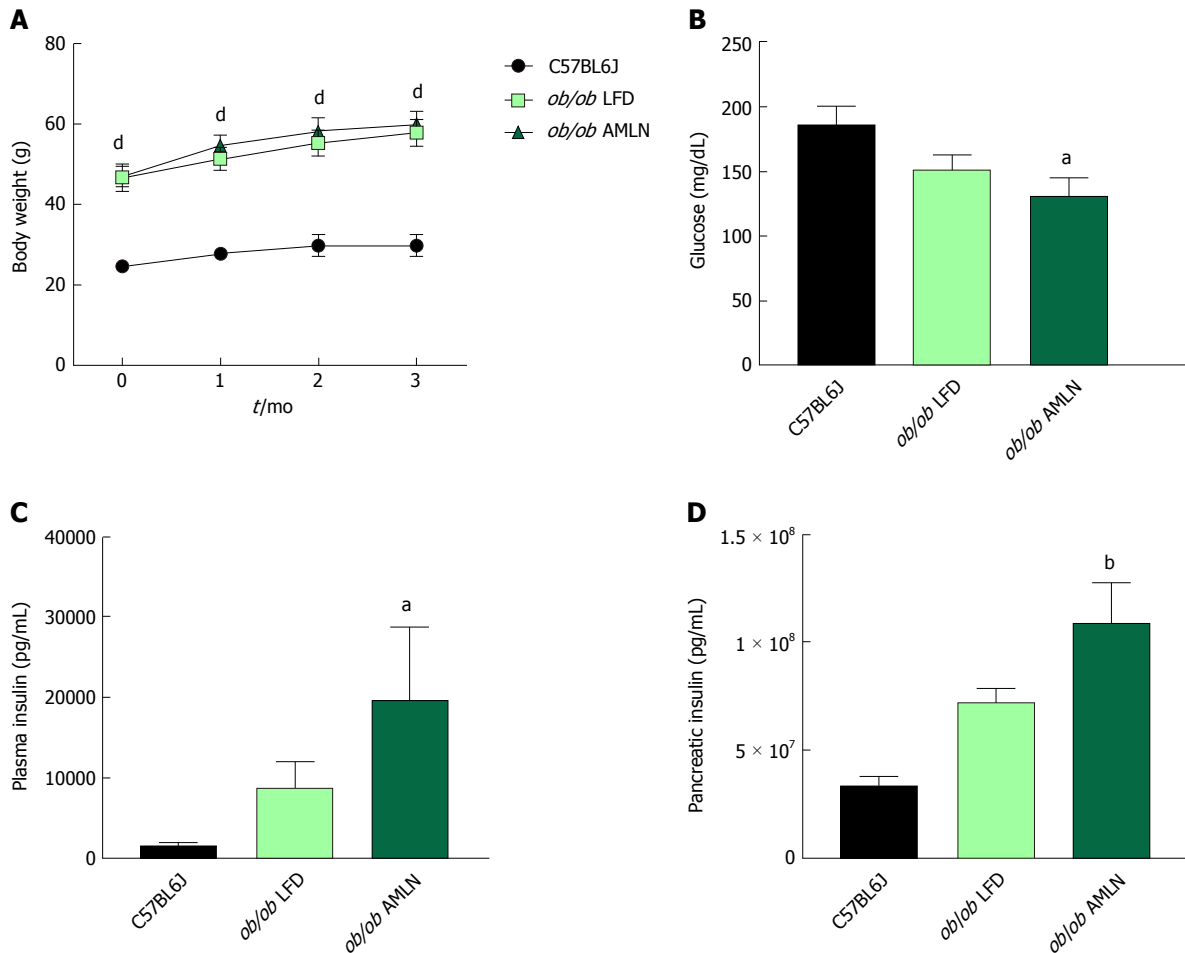 A
80
60
40
20
0
Body weight (g)
d
d
d
d
0
1
2
3
t/mo
C57BL6J
ob/ob LFD
ob/ob AMLN
B
250
200
150
100
50
0
Glucose (mg/dL)
a
C57BL6J
ob/ob LFD
ob/ob AMLN
C
40000
30000
20000
10000
0
Plasma insulin (pg/mL)
a
C57BL6J
ob/ob LFD
ob/ob AMLN
D
1.5 × 10⁸
1 × 10⁸
5 × 10⁷
0
Pancreatic insulin (pg/mL)
b
C57BL6J
ob/ob LFD
ob/ob AMLN